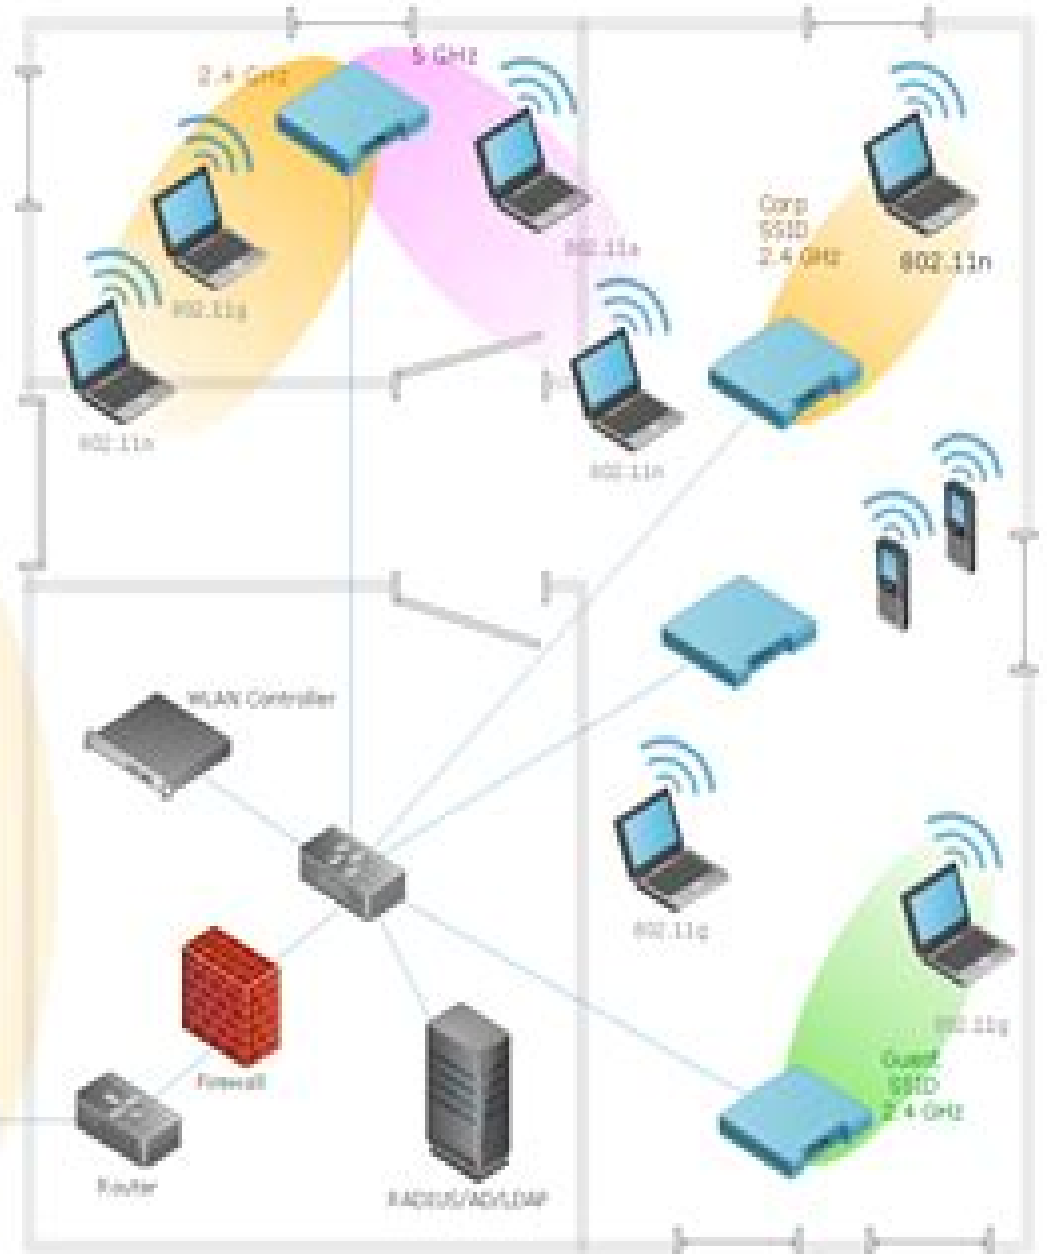 2.4 GHz
5 GHz
802.11g
802.11n
802.11a
802.11n
Corp
SSID
2.4 GHz
802.11n
WLAN Controller
802.11g
802.11g
Guest
SSID
2.4 GHz
Firewall
Router
RADIUS/AD/LDAP